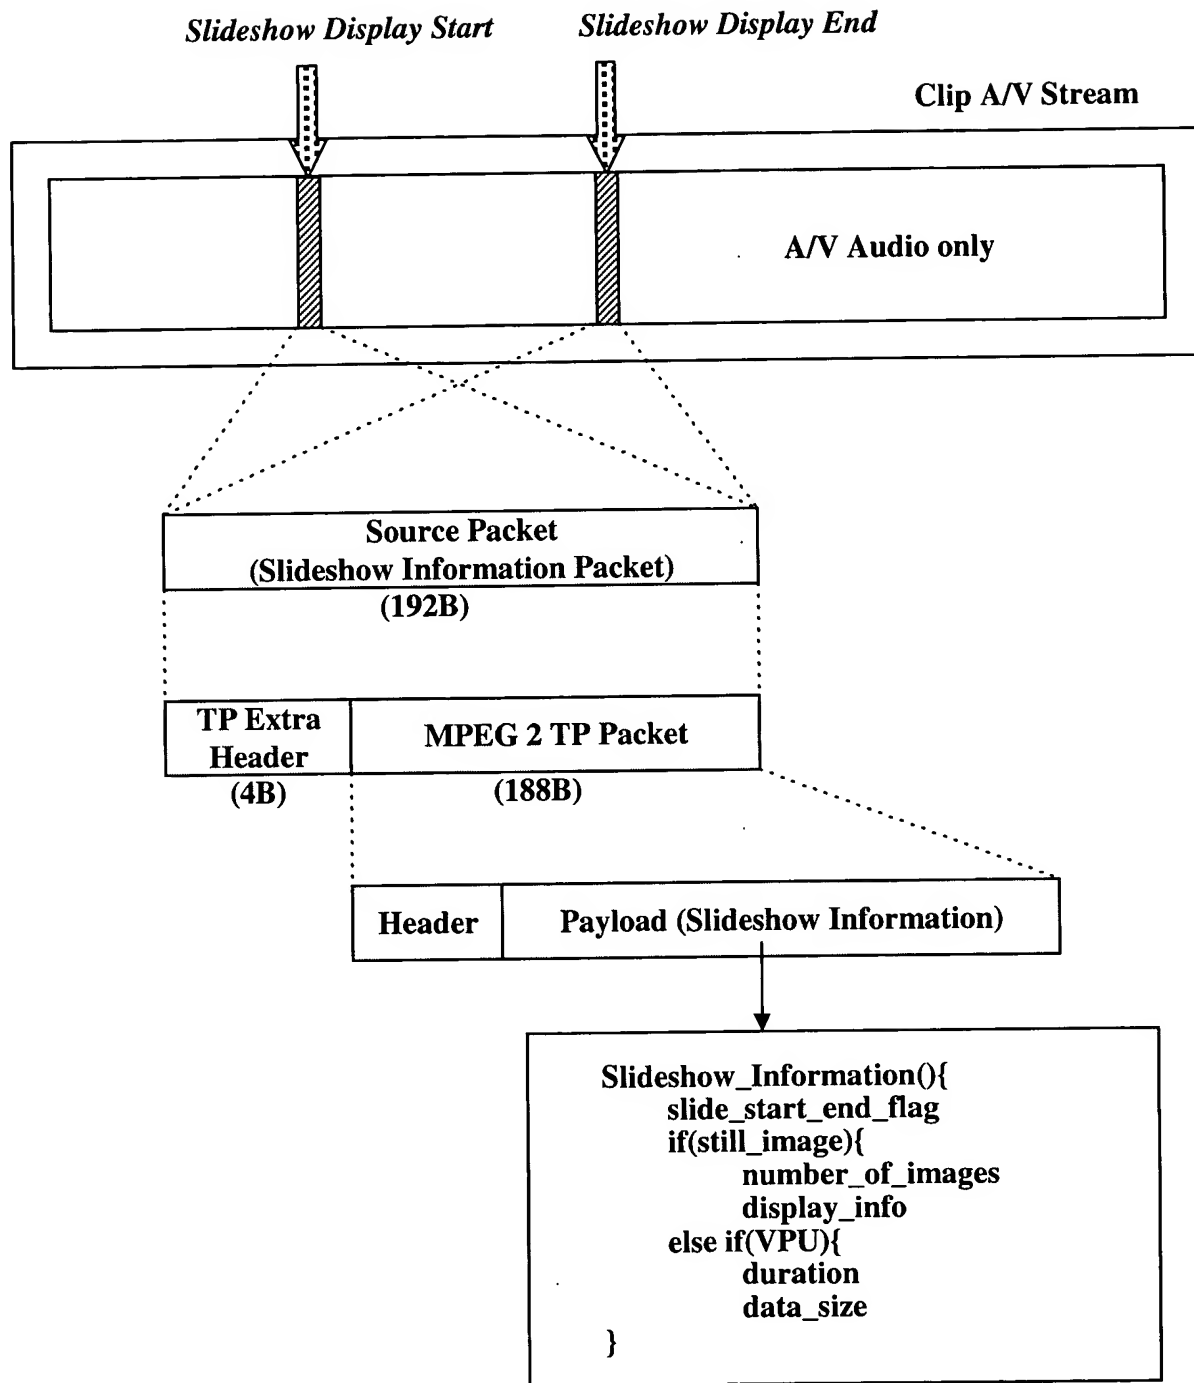 Slideshow Display Start
Slideshow Display End
Clip A/V Stream
A/V Audio only
Source Packet
(Slideshow Information Packet)
(192B)
TP Extra
Header
MPEG 2 TP Packet
(4B)
(188B)
Header
Payload (Slideshow Information)
Slideshow_Information(){
slide_start_end_flag
if(still_image){
number_of_images
display_info
else if(VPU){
duration
data_size
}